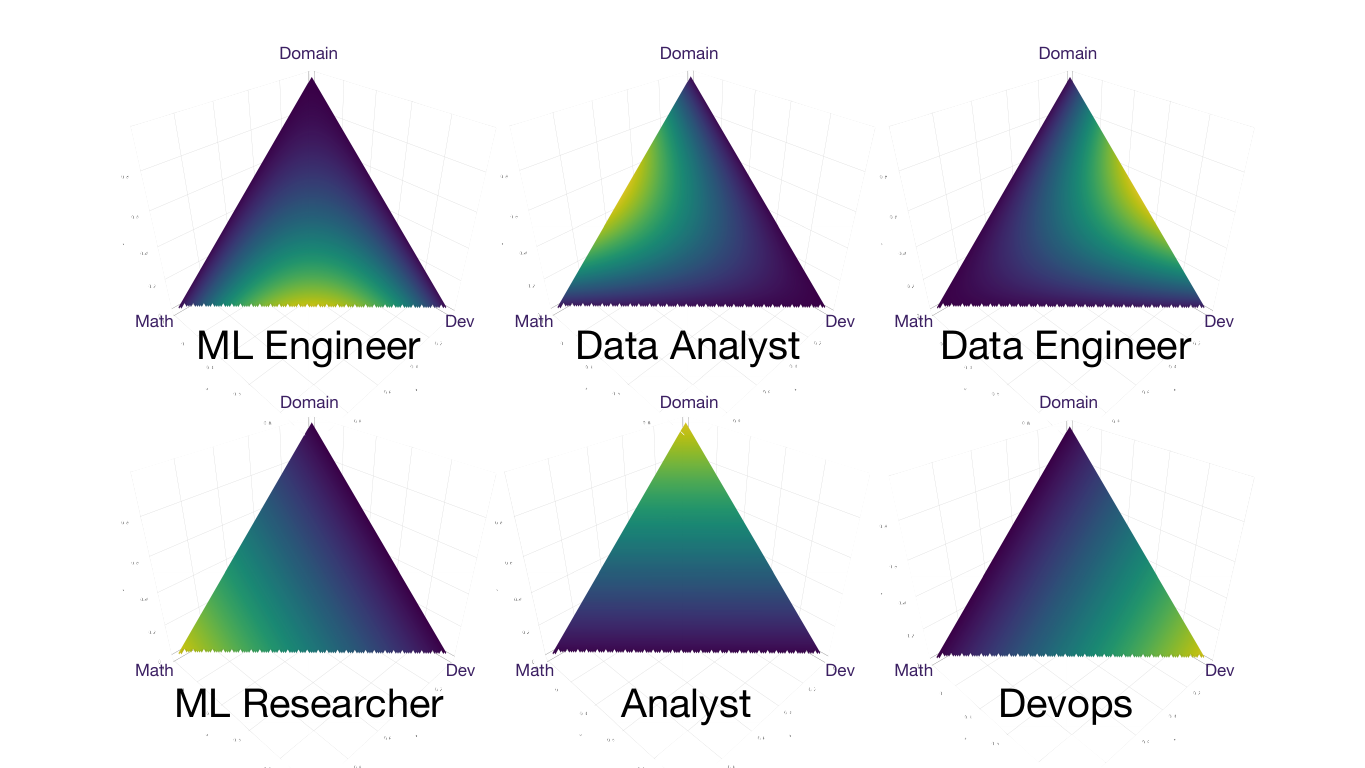 Domain
Domain
Domain
Math
Dev
Math
Dev
Math
Dev
ML Engineer
Data Analyst
Data Engineer
Domain
Domain
Domain
Math
Dev
Math
Dev
Math
Dev
ML Researcher
Analyst
Devops